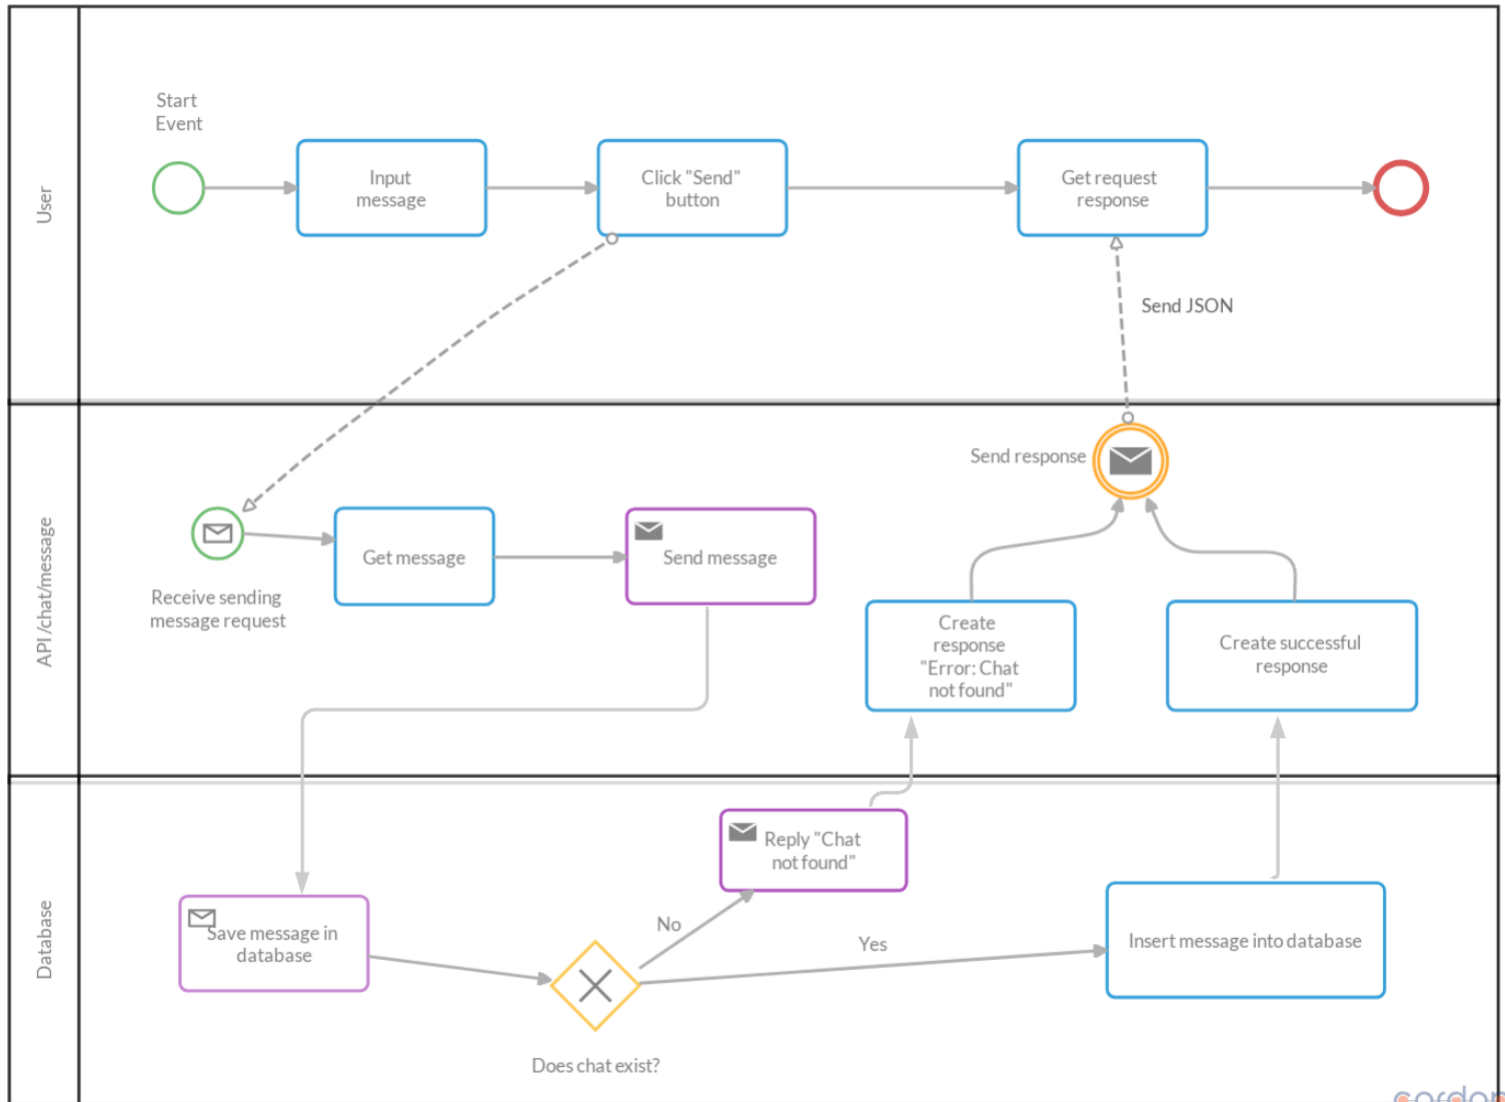 Start
Event
User
Input
message
Click "Send"
button
Get request
response
Send JSON
API /chat/message
Send response
Receive sending
message request
Get message
Send message
Create
response
"Error: Chat
not found"
Create successful
response
Database
Reply "Chat
not found"
Save message in
database
No
Yes
Insert message into database
Does chat exist?